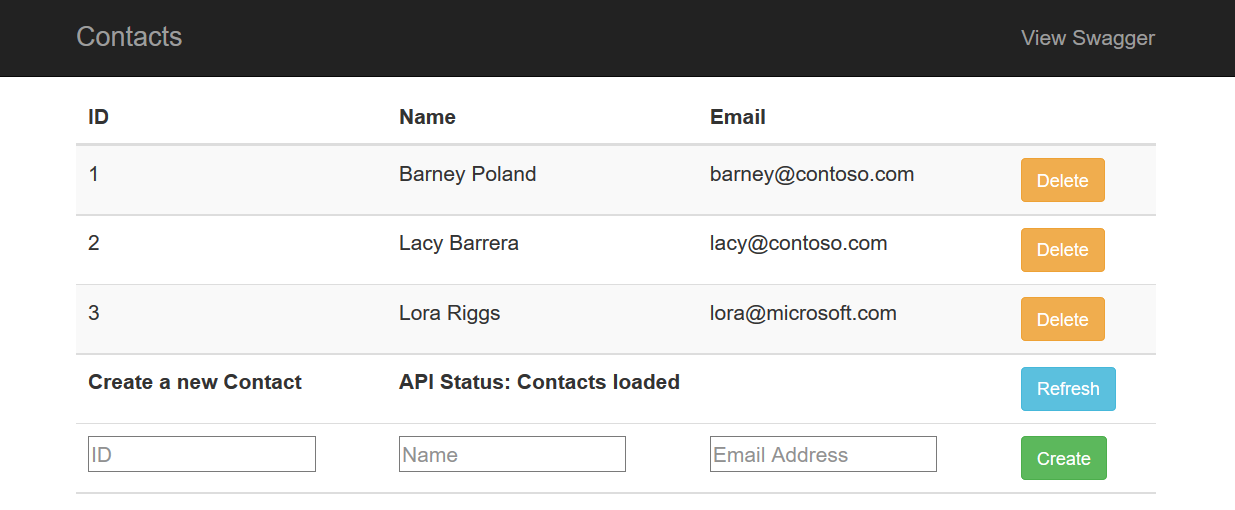 Contacts View Swagger
ID Name Email
1 Barney Poland barney@contoso.com Delete
2 Lacy Barrera lacy@contoso.com Delete
3 Lora Riggs lora@microsoft.com Delete
Create a new Contact API Status: Contacts loaded Refresh
ID Name Email Address Create